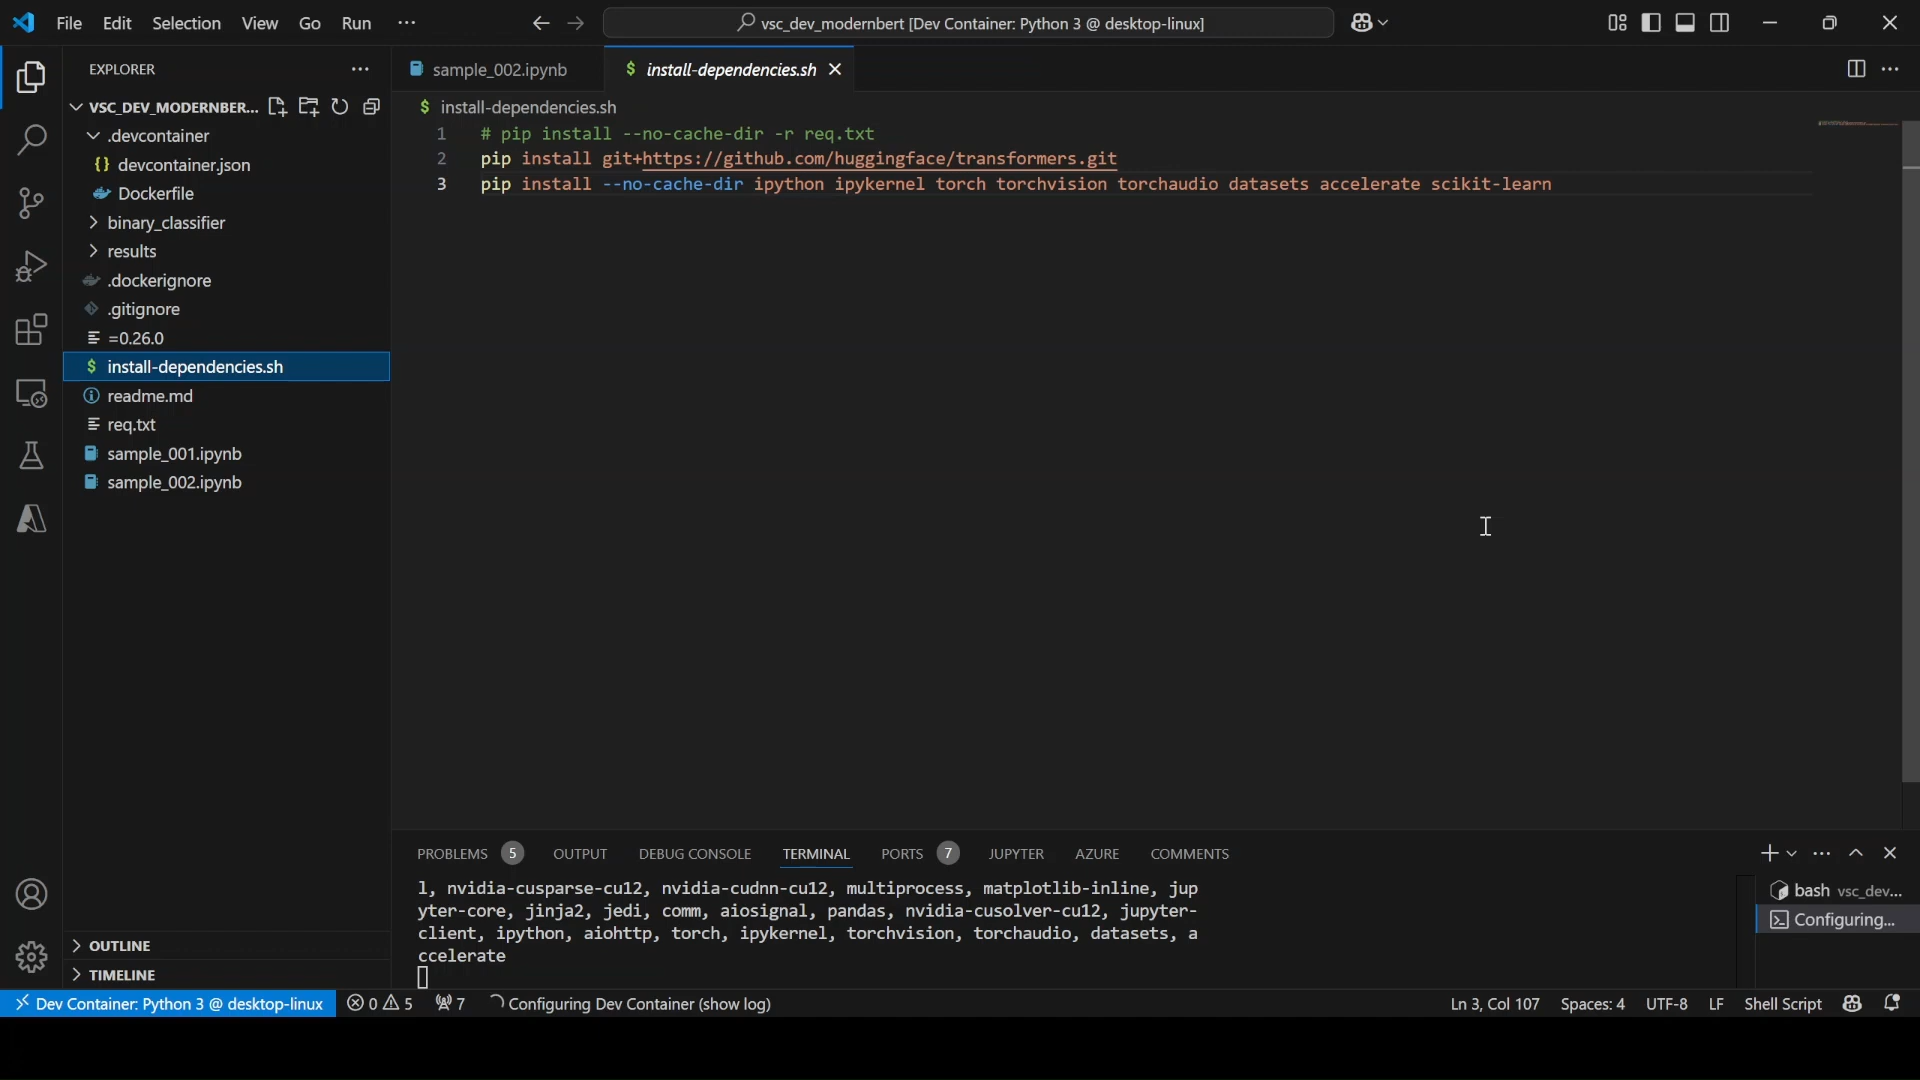 File Edit Selection View Go Run ···
vsc_dev_modernbert [Dev Container: Python 3 @ desktop-linux]
EXPLORER
VSC_DEV_MODERNBER...
.devcontainer
{} devcontainer.json
Dockerfile
binary_classifier
results
.dockerignore
.gitignore
=0.26.0
$ install-dependencies.sh
readme.md
req.txt
sample_001.ipynb
sample_002.ipynb
OUTLINE
TIMELINE
sample_002.ipynb
$ install-dependencies.sh
$ install-dependencies.sh
1 # pip install --no-cache-dir -r req.txt
2 pip install git+https://github.com/huggingface/transformers.git
3 pip install --no-cache-dir ipython ipykernel torch torchvision torchaudio datasets accelerate scikit-learn
PROBLEMS 5 OUTPUT DEBUG CONSOLE TERMINAL PORTS 7 JUPYTER AZURE COMMENTS
l, nvidia-cusparse-cu12, nvidia-cudnn-cu12, multiprocess, matplotlib-inline, jup
yter-core, jinja2, jedi, comm, aiosignal, pandas, nvidia-cusolver-cu12, jupyter-
client, ipython, aiohttp, torch, ipykernel, torchvision, torchaudio, datasets, a
ccelerate
bash vsc_dev...
Configuring...
Dev Container: Python 3 @ desktop-linux 0 5 7 Configuring Dev Container (show log) Ln 3, Col 107 Spaces: 4 UTF-8 LF Shell Script